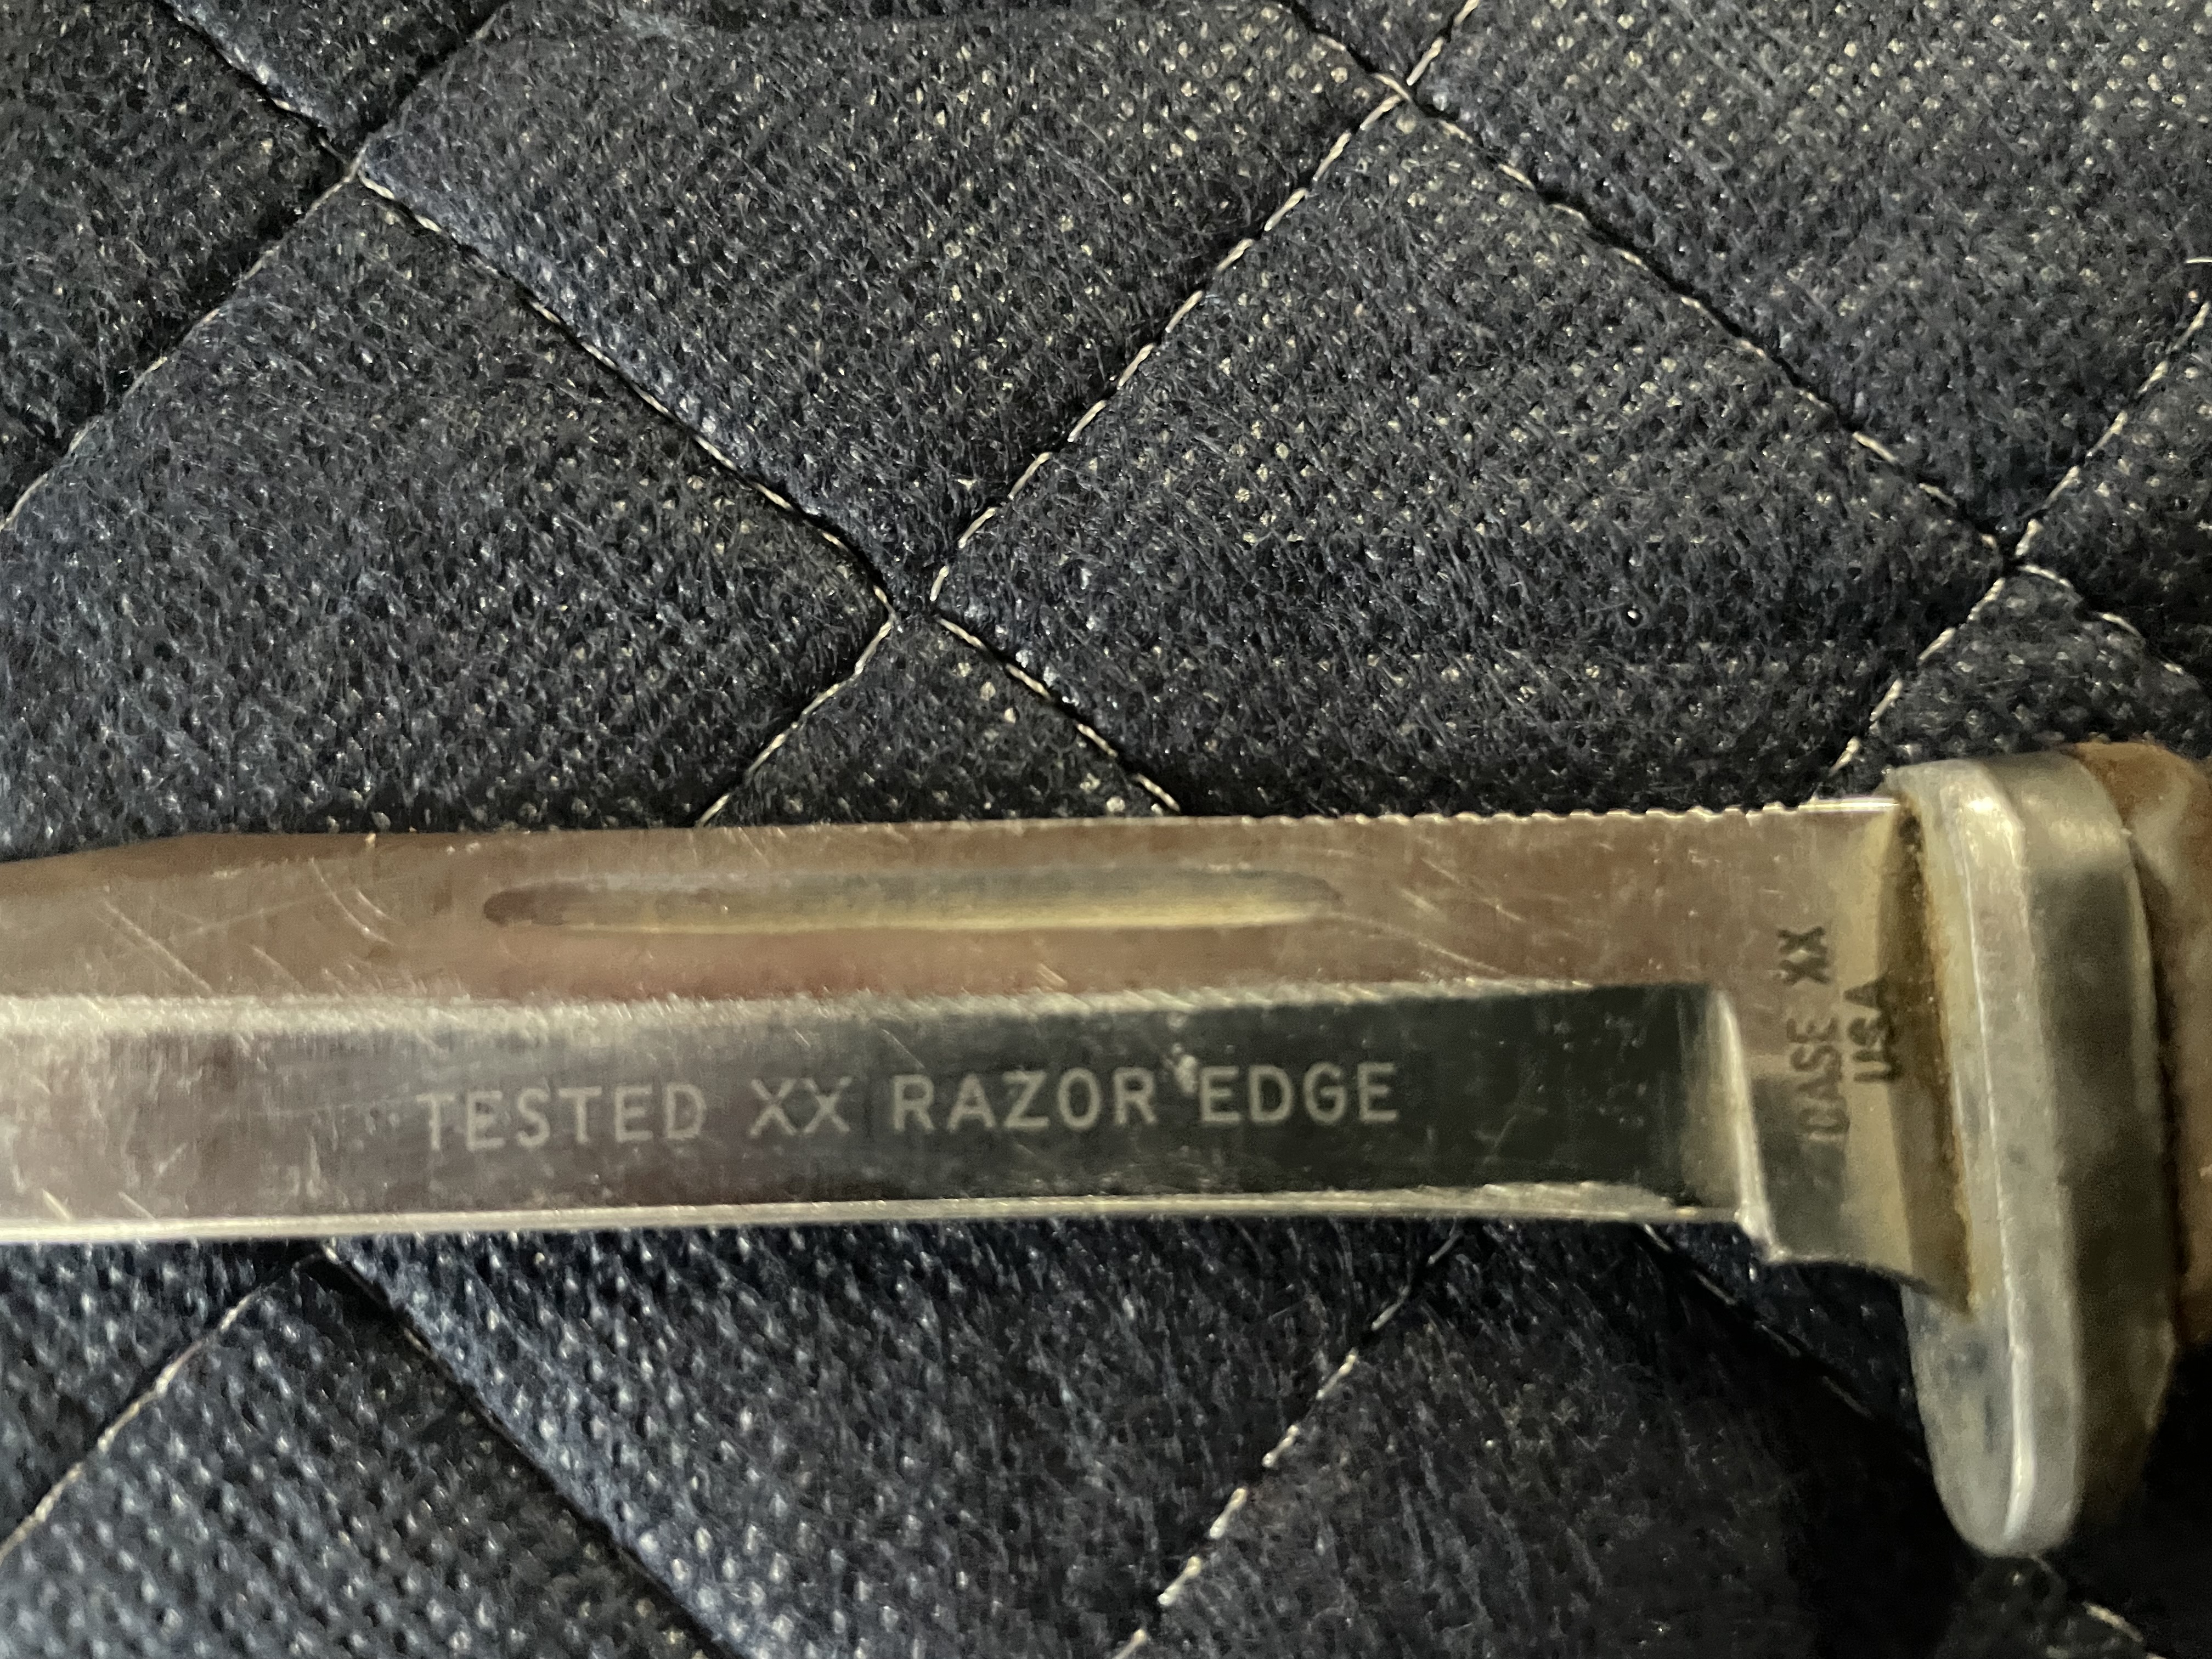 TESTED XX RAZOR EDGE
CASE XX
USA